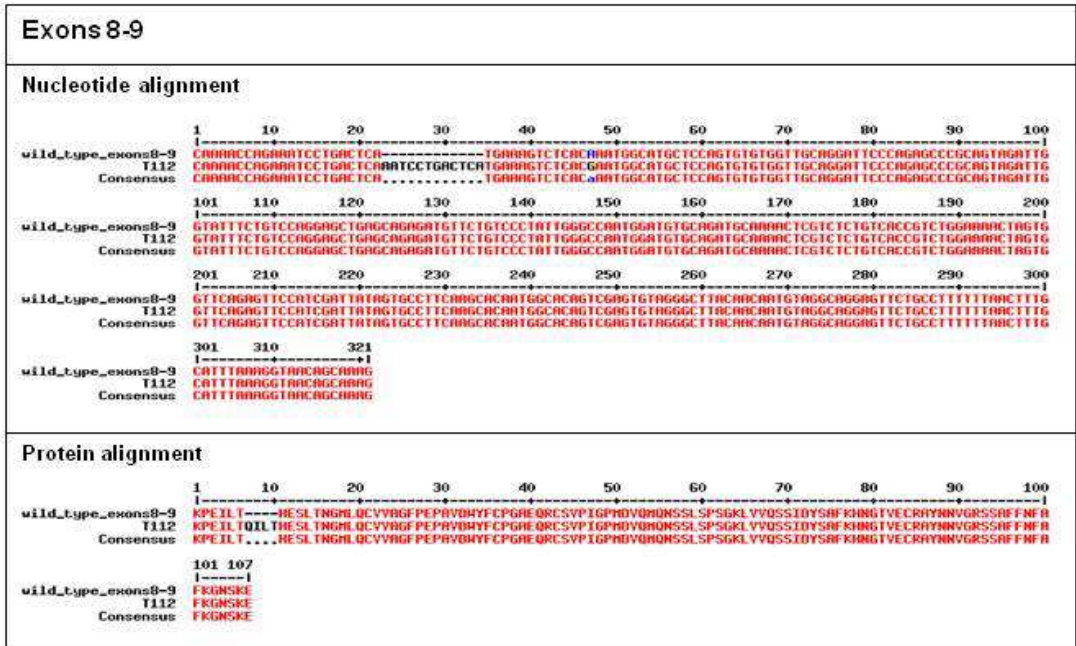 Exons 8-9
Nucleotide alignment
1 10 20 30 40 50 60 70 80 90 100
wild_type_exons8-9 CAAAACCAGAAATCCTGACTCA------------TGAAAGTCTCACAAATGGCATGCTCCAGTGTGTGGTTGCAGGATTCCCAGAGCCCGCAGTAGATTG
T112 CAAAACCAGAAATCCTGACTCAAATCCTGACTCATGAAAGTCTCACGAATGGCATGCTCCAGTGTGTGGTTGCAGGATTCCCAGAGCCCGCAGTAGATTG
Consensus CAAAACCAGAAATCCTGACTCA............TGAAAGTCTCACaAATGGCATGCTCCAGTGTGTGGTTGCAGGATTCCCAGAGCCCGCAGTAGATTG
101 110 120 130 140 150 160 170 180 190 200
wild_type_exons8-9 GTATTTCTGTCCAGGAGCTGAGCAGAGATGTTCTGTCCCTATTGGGCCAATGGATGTGCAGATGCAAAACTCGTCTCTGTCACCGTCTGGAAAACTAGTG
T112 GTATTTCTGTCCAGGAGCTGAGCAGAGATGTTCTGTCCCTATTGGGCCAATGGATGTGCAGATGCAAAACTCGTCTCTGTCACCGTCTGGAAAACTAGTG
Consensus GTATTTCTGTCCAGGAGCTGAGCAGAGATGTTCTGTCCCTATTGGGCCAATGGATGTGCAGATGCAAAACTCGTCTCTGTCACCGTCTGGAAAACTAGTG
201 210 220 230 240 250 260 270 280 290 300
wild_type_exons8-9 GTTCAGAGTTCCATCGATTATAGTGCCTTCAAGCACAATGGCACAGTCGAGTGTAGGGCTTACAACAATGTAGGCAGGAGTTCTGCCTTTTTTAACTTTG
T112 GTTCAGAGTTCCATCGATTATAGTGCCTTCAAGCACAATGGCACAGTCGAGTGTAGGGCTTACAACAATGTAGGCAGGAGTTCTGCCTTTTTTAACTTTG
Consensus GTTCAGAGTTCCATCGATTATAGTGCCTTCAAGCACAATGGCACAGTCGAGTGTAGGGCTTACAACAATGTAGGCAGGAGTTCTGCCTTTTTTAACTTTG
301 310 321
wild_type_exons8-9 CATTTAAAGGTAACAGCAAAG
T112 CATTTAAAGGTAACAGCAAAG
Consensus CATTTAAAGGTAACAGCAAAG
Protein alignment
1 10 20 30 40 50 60 70 80 90 100
wild_type_exons8-9 KPEILT----HESLTNGMLQCVVAGFPEPAVDWYFCPGAEQRCSVPIGPMDVQMQNSSLSPSGKLVVQSSIDYSAFKHNGTVECRAYNNVGRSSAFFNFA
T112 KPEILTQILTHESLTNGMLQCVVAGFPEPAVDWYFCPGAEQRCSVPIGPMDVQMQNSSLSPSGKLVVQSSIDYSAFKHNGTVECRAYNNVGRSSAFFNFA
Consensus KPEILT....HESLTNGMLQCVVAGFPEPAVDWYFCPGAEQRCSVPIGPMDVQMQNSSLSPSGKLVVQSSIDYSAFKHNGTVECRAYNNVGRSSAFFNFA
101 107
wild_type_exons8-9 FKGNSKE
T112 FKGNSKE
Consensus FKGNSKE